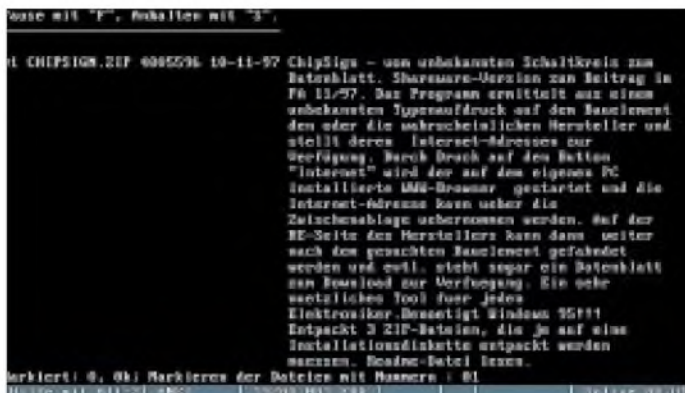 Pause mit "P", Anhalten mit "S".
01 CHIPSIGN.ZIP 4005596 10-11-97 ChipSign - vom unbekannten Schaltkreis zum
Datenblatt. Shareware-Version zum Beitrag in
FA 11/97. Das Programm ermittelt aus einem
unbekannten Typenaufdruck auf dem Bauelement
den oder die wahrscheinlichen Hersteller und
stellt deren Internet-Adressen zur
Verfügung. Durch Druck auf den Button
"Internet" wird der auf dem eigenen PC
installierte WWW-Browser gestartet und die
Internet-Adresse kann ueber die
Zwischenablage uebernommen werden. Auf der
Seite des Herstellers kann dann weiter
nach dem gesuchten Bauelement gefahndet
werden und evtl. steht sogar ein Datenblatt
zum Download zur Verfuegung. Ein sehr
nuetzliches Tool fuer jeden
Elektroniker.Benoetigt Windows 95!!!
Entpackt 3 ZIP-Dateien, die je auf eine
Installationsdiskette entpackt werden
muessen. Readme-Datei lesen.
Markiert: 0, 0k; Markieren der Dateien mit Nummern : 01